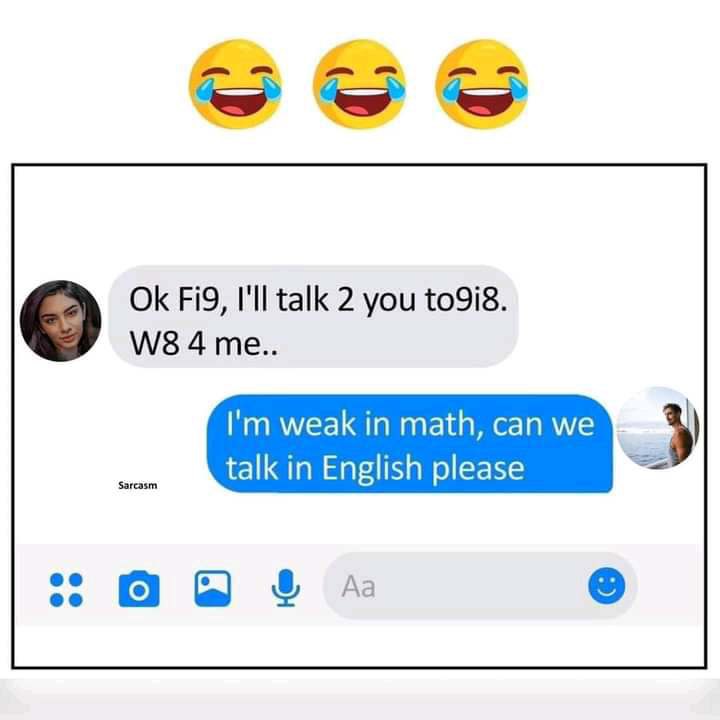 Ok Fi9, I'll talk 2 you to9i8.
W8 4 me..
I'm weak in math, can we
talk in English please
Sarcasm
Aa